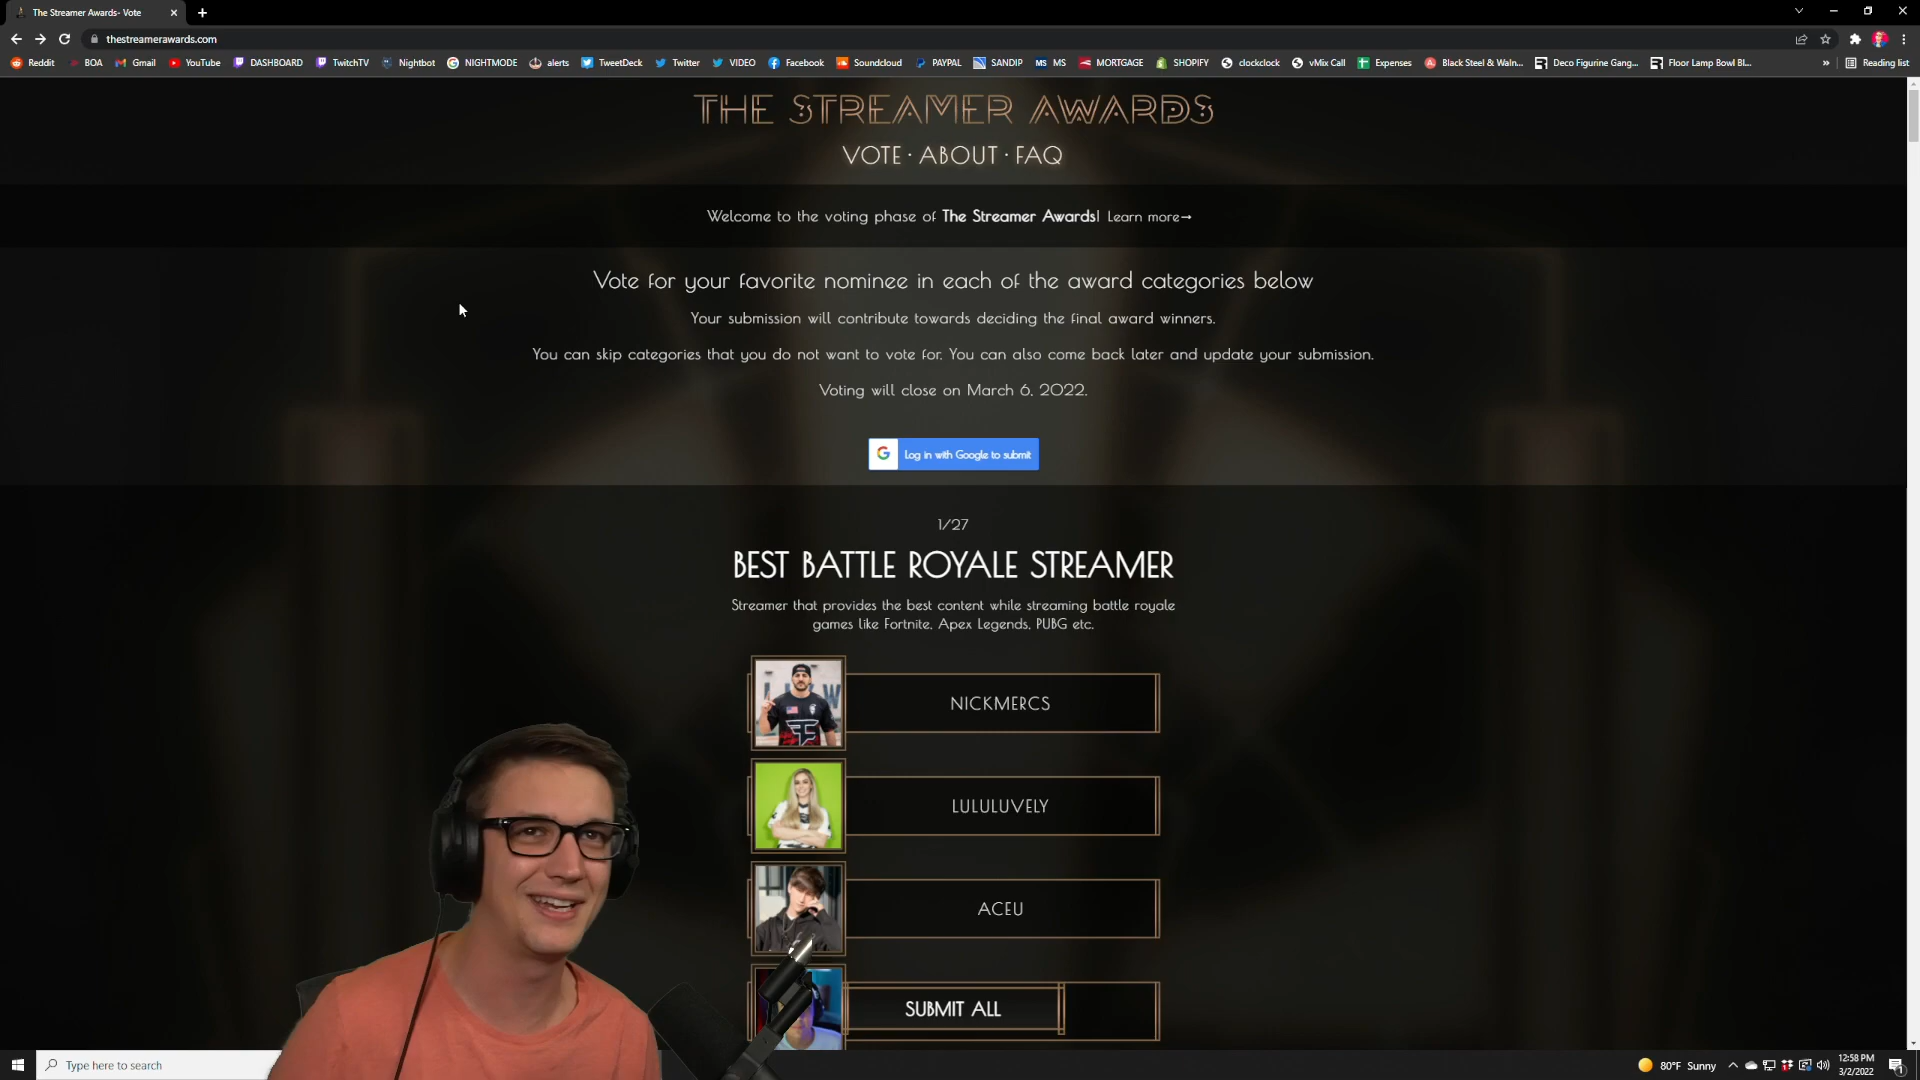 The Streamer Awards- Vote
thestreamerawards.com
Reddit BOA Gmail YouTube DASHBOARD TwitchTV Nightbot NIGHTMODE alerts TweetDeck Twitter VIDEO Facebook Soundcloud PAYPAL SANDIP MS MS MORTGAGE SHOPIFY clockclock vMix Call Expenses Black Steel & Waln... Deco Figurine Gang... Floor Lamp Bowl Bl... » Reading list
THE STREAMER AWARDS
VOTE · ABOUT · FAQ
Welcome to the voting phase of The Streamer Awards! Learn more→
Vote for your favorite nominee in each of the award categories below
Your submission will contribute towards deciding the final award winners.
You can skip categories that you do not want to vote for. You can also come back later and update your submission.
Voting will close on March 6, 2022.
G Log in with Google to submit
1/27
BEST BATTLE ROYALE STREAMER
Streamer that provides the best content while streaming battle royale
games like Fortnite, Apex Legends, PUBG etc.
NICKMERCS
LULULUVELY
ACEU
SUBMIT ALL
Type here to search
80°F Sunny
12:58 PM
3/2/2022